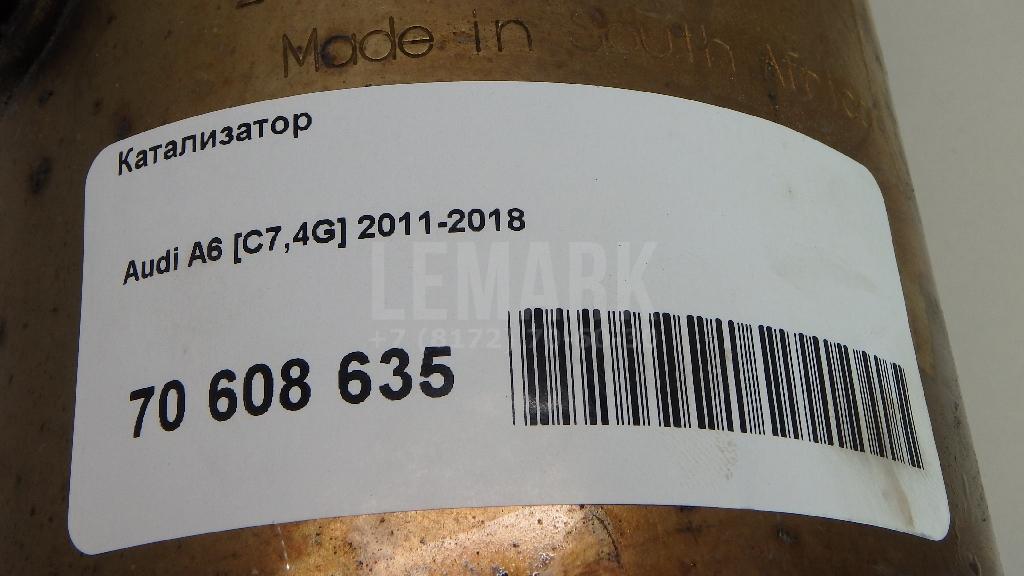 Made in South Africa
Катализатор
Audi A6 [C7,4G] 2011-2018
LEMARK
70 608 635